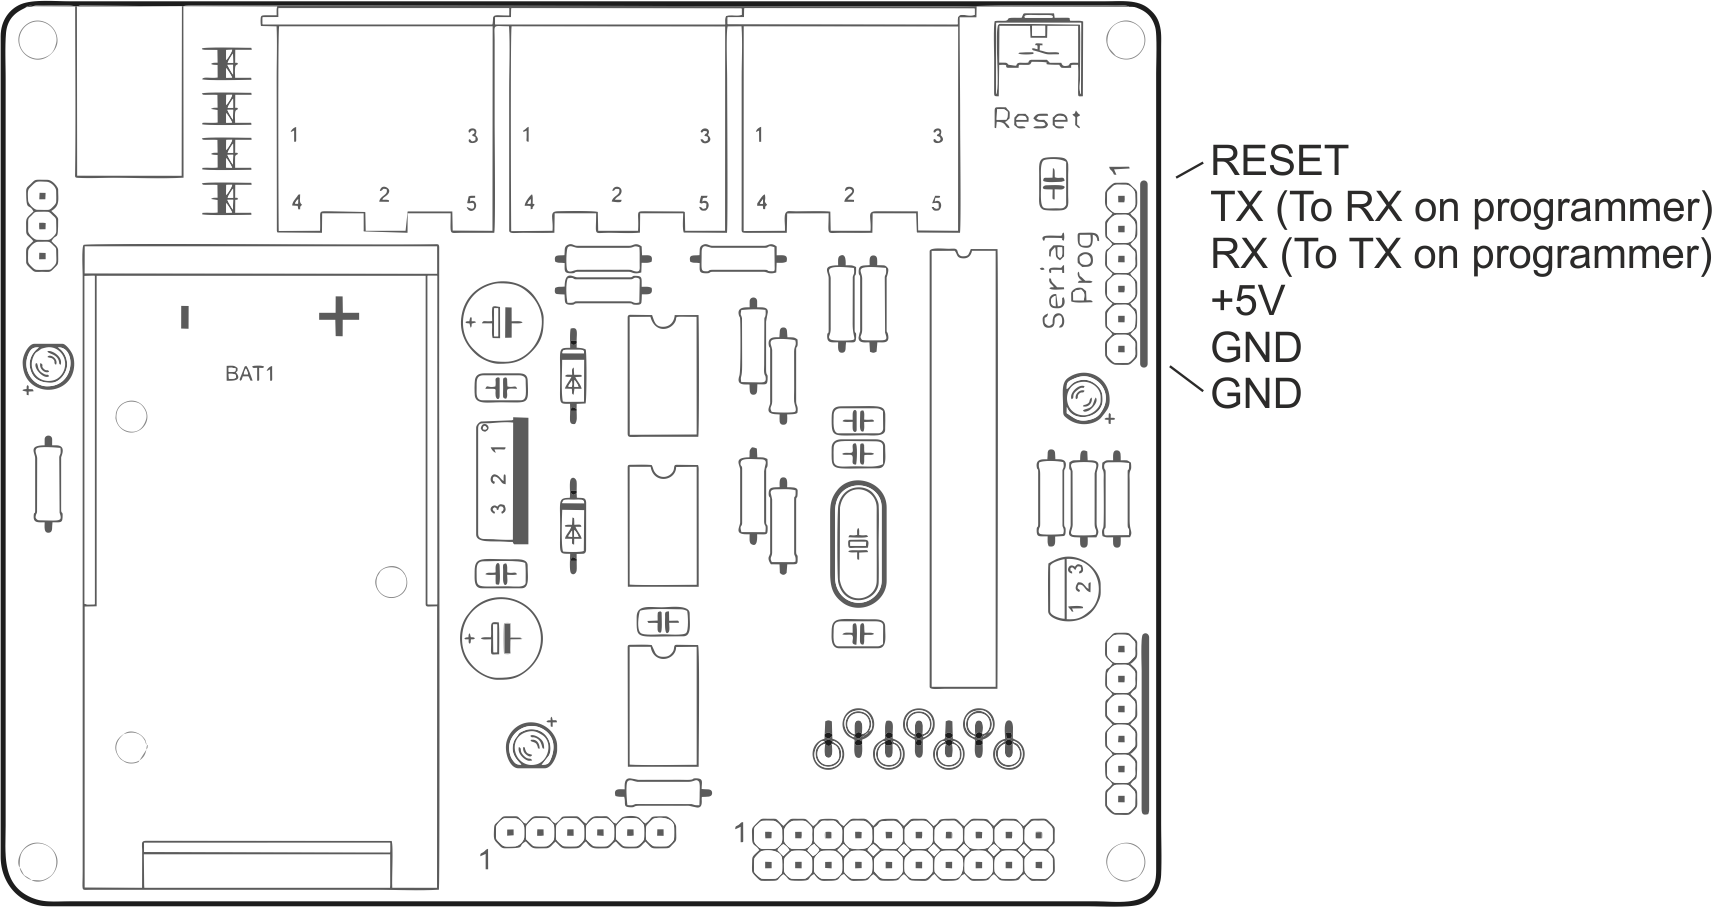 Reset
1 3 1 3 1 3
4 2 5 4 2 5 4 2 5
1
RESET
TX (To RX on programmer)
RX (To TX on programmer)
+5V
GND
GND
Serial
Prog
- +
BAT1
+
+
+
1
2
3
1 2 3
+
+
1
1